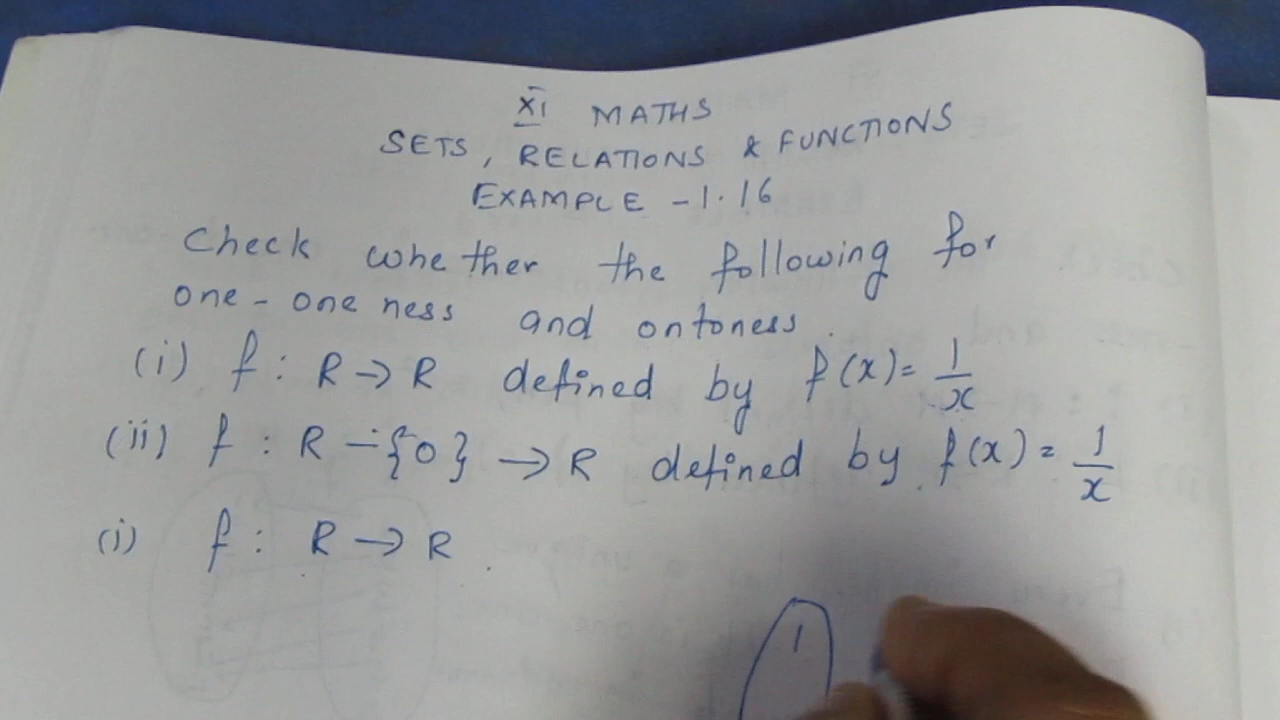 XI MATHS
SETS, RELATIONS & FUNCTIONS
EXAMPLE - 1.16
Check whether the following for
one-one ness and ontoness.
(i) f : R → R defined by f(x) = 1/x
(ii) f : R - {0} → R defined by f(x) = 1/x
(i) f : R → R.
1